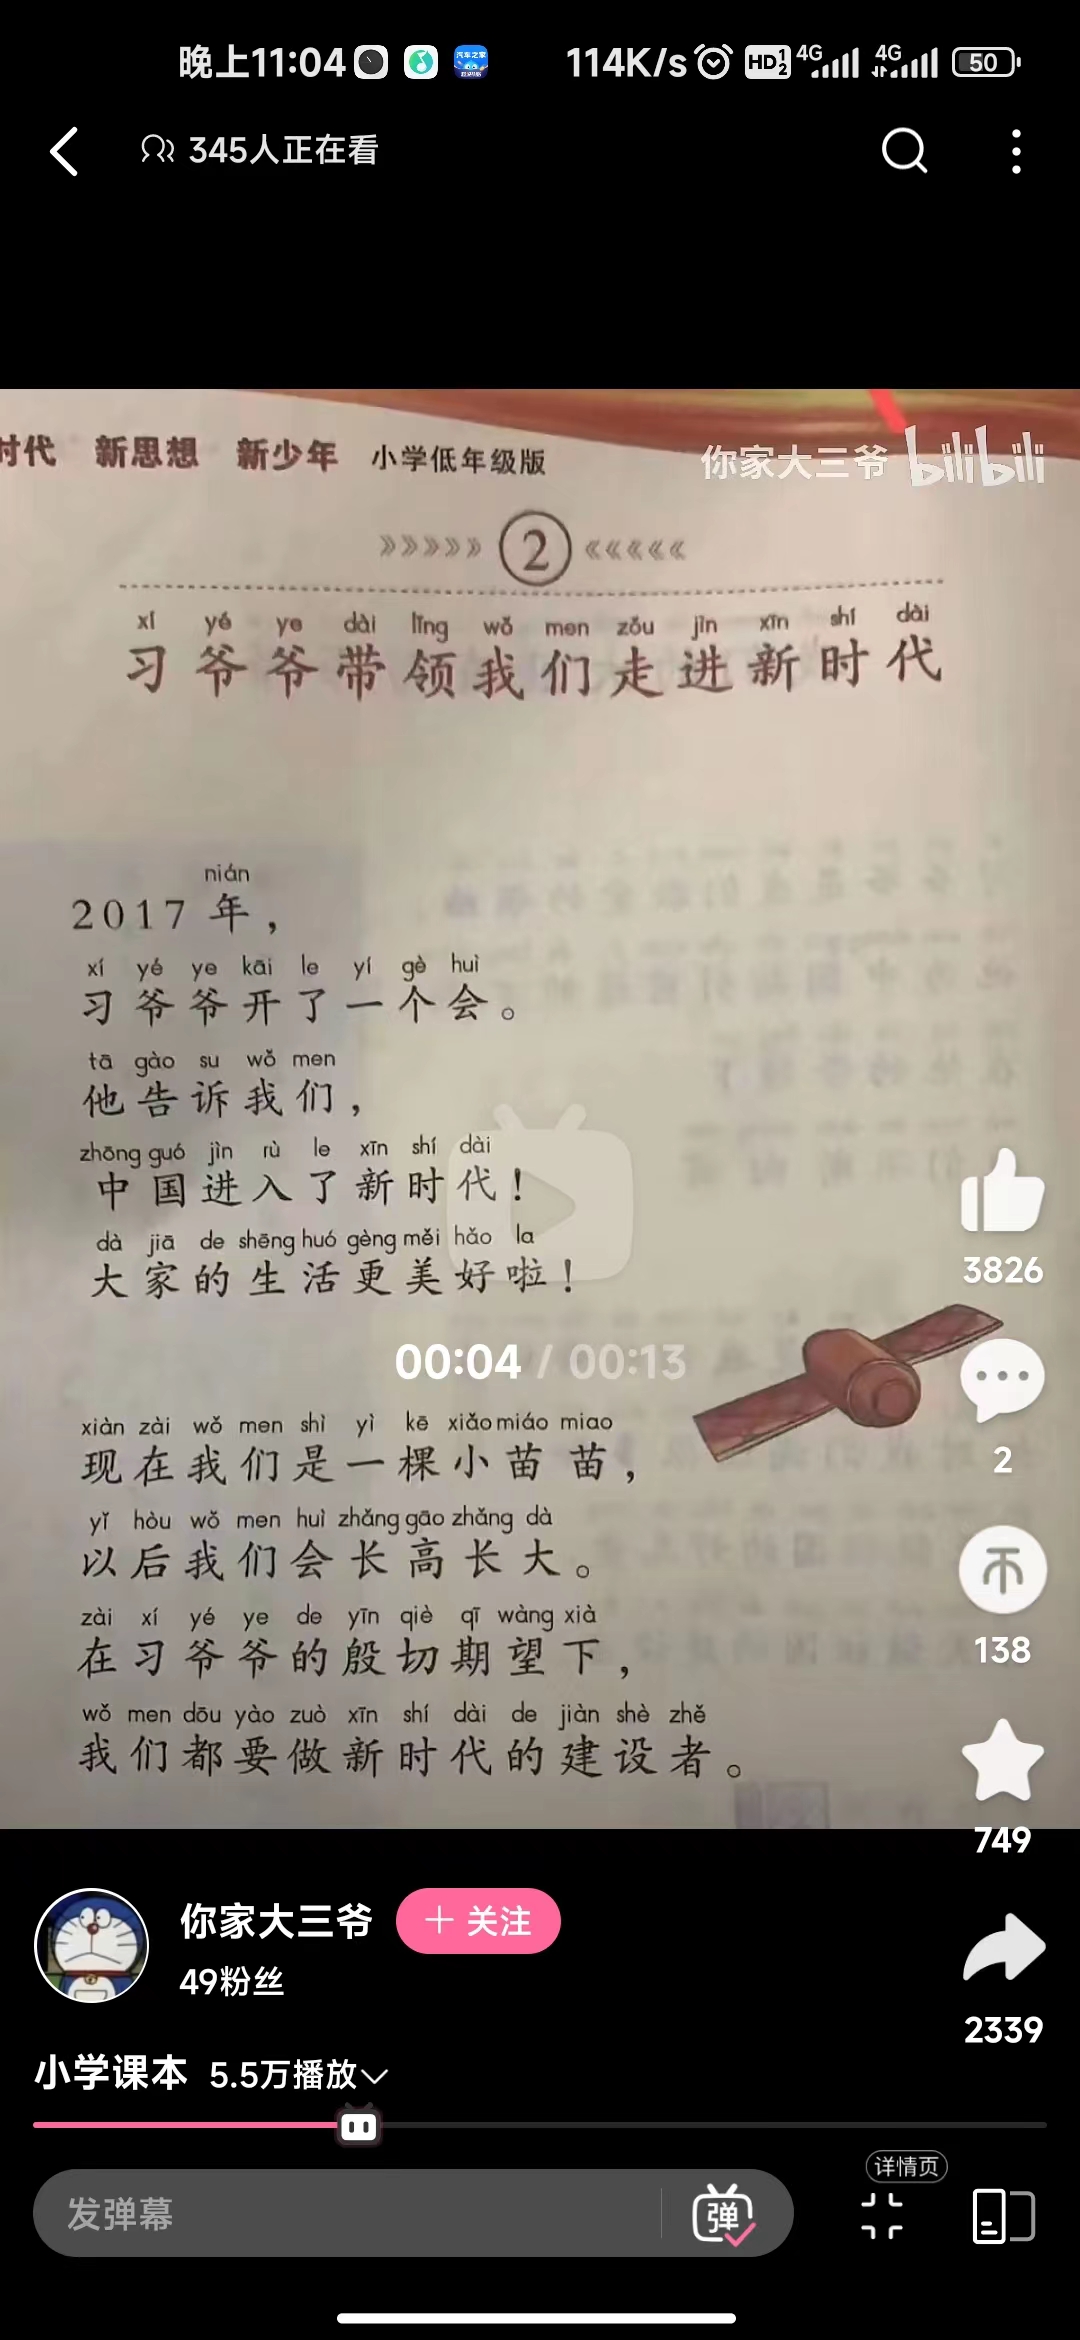 晚上11:04
114K/s
HD 1 2
4G
4G
50
345人正在看
时代 新思想 新少年 小学低年级版
你家大三爷 bilibili
»»»»» 2 «««««
xí yé ye dài lǐng wǒ men zǒu jìn xīn shí dài
习爷爷带领我们走进新时代
nián
2017年，
xí yé ye kāi le yí gè huì
习爷爷开了一个会。
tā gào su wǒ men
他告诉我们，
zhōng guó jìn rù le xīn shí dài
中国进入了新时代！
dà jiā de shēng huó gèng měi hǎo la
大家的生活更美好啦！
00:04 / 00:13
xiàn zài wǒ men shì yì kē xiǎo miáo miao
现在我们是一棵小苗苗，
yǐ hòu wǒ men huì zhǎng gāo zhǎng dà
以后我们会长高长大。
zài xí yé ye de yīn qiè qī wàng xià
在习爷爷的殷切期望下，
wǒ men dōu yào zuò xīn shí dài de jiàn shè zhě
我们都要做新时代的建设者。
3826
2
138
749
2339
你家大三爷
+ 关注
49粉丝
小学课本 5.5万播放
发弹幕
弹
详情页